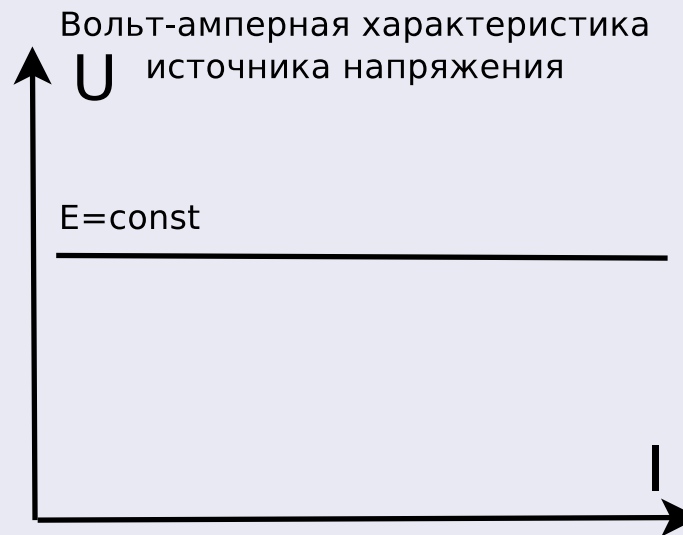 Вольт-амперная характеристика
источника напряжения
U
E=const
I